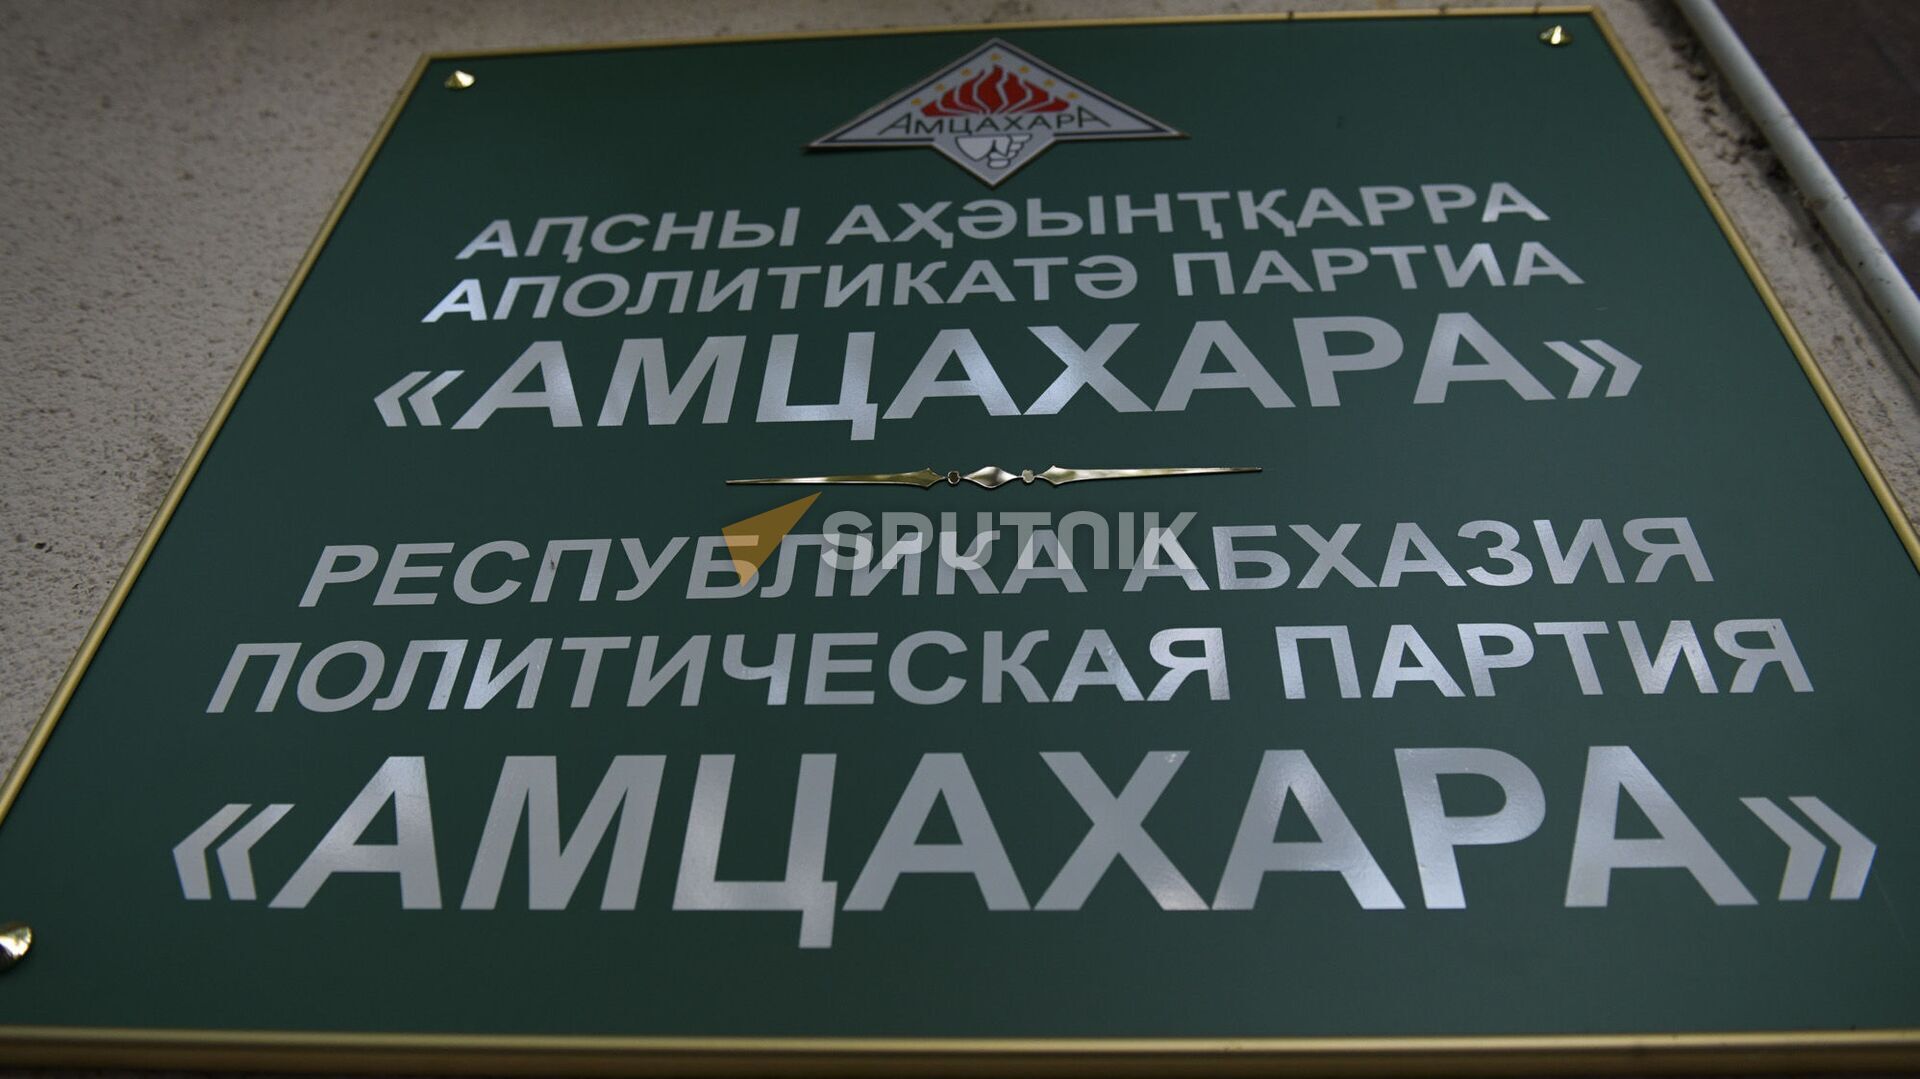 АМЦАХАРА
АԤСНЫ АҲӘЫНҬҚАРРА
АПОЛИТИКАТӘ ПАРТИА
«АМЦАХАРА»
SPUTNIK
РЕСПУБЛИКА АБХАЗИЯ
ПОЛИТИЧЕСКАЯ ПАРТИЯ
«АМЦАХАРА»